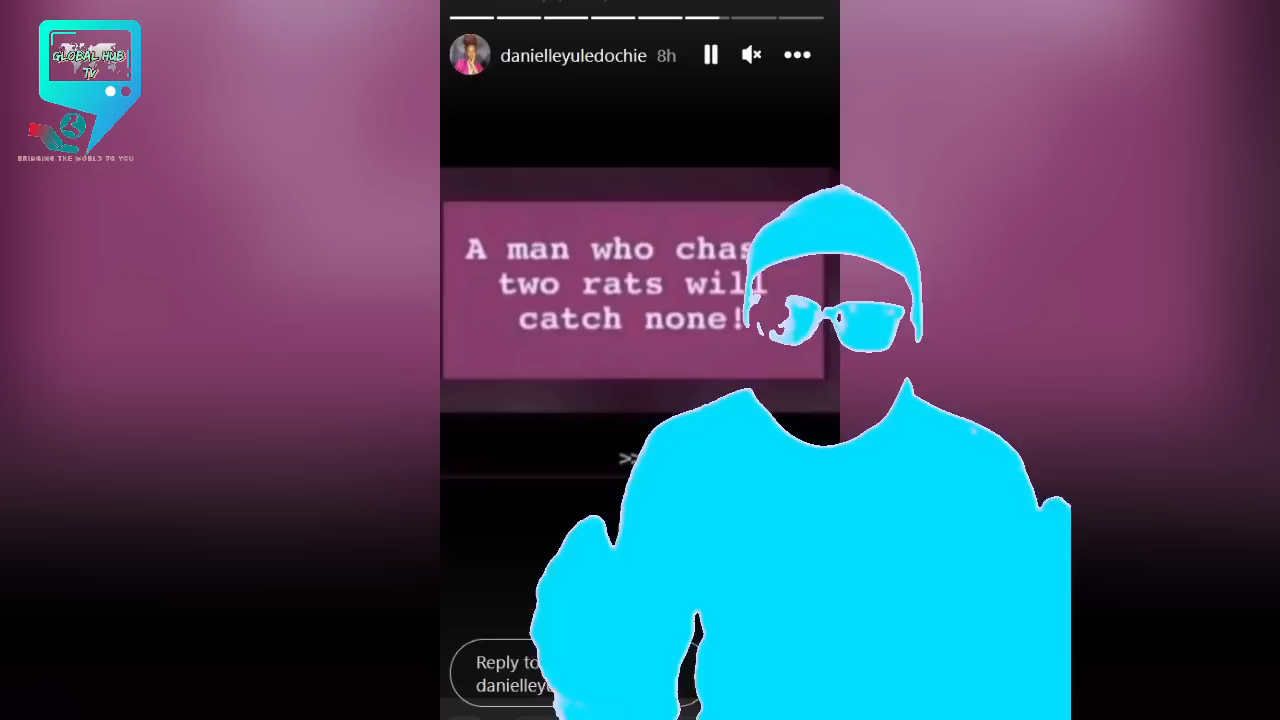 GLOBAL HUB
TV
BRINGING THE WORLD TO YOU
danielleyuledochie 8h
A man who chas
two rats will
catch none!
>>
Reply to
danielley